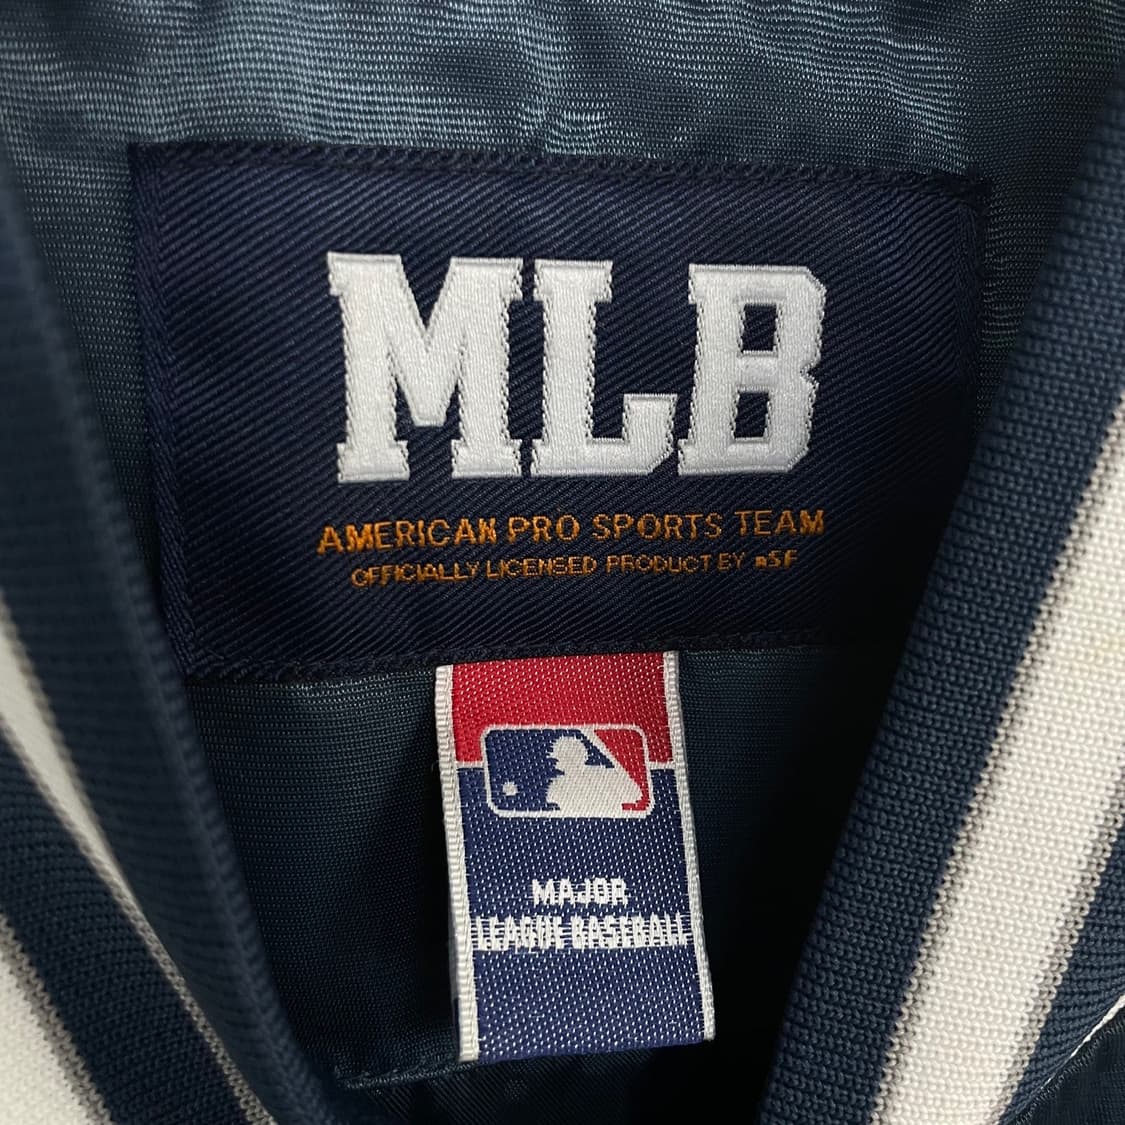 MLB
AMERICAN PRO SPORTS TEAM
OFFICIALLY LICENSED PRODUCT BY
MAJOR
LEAGUE BASEBALL